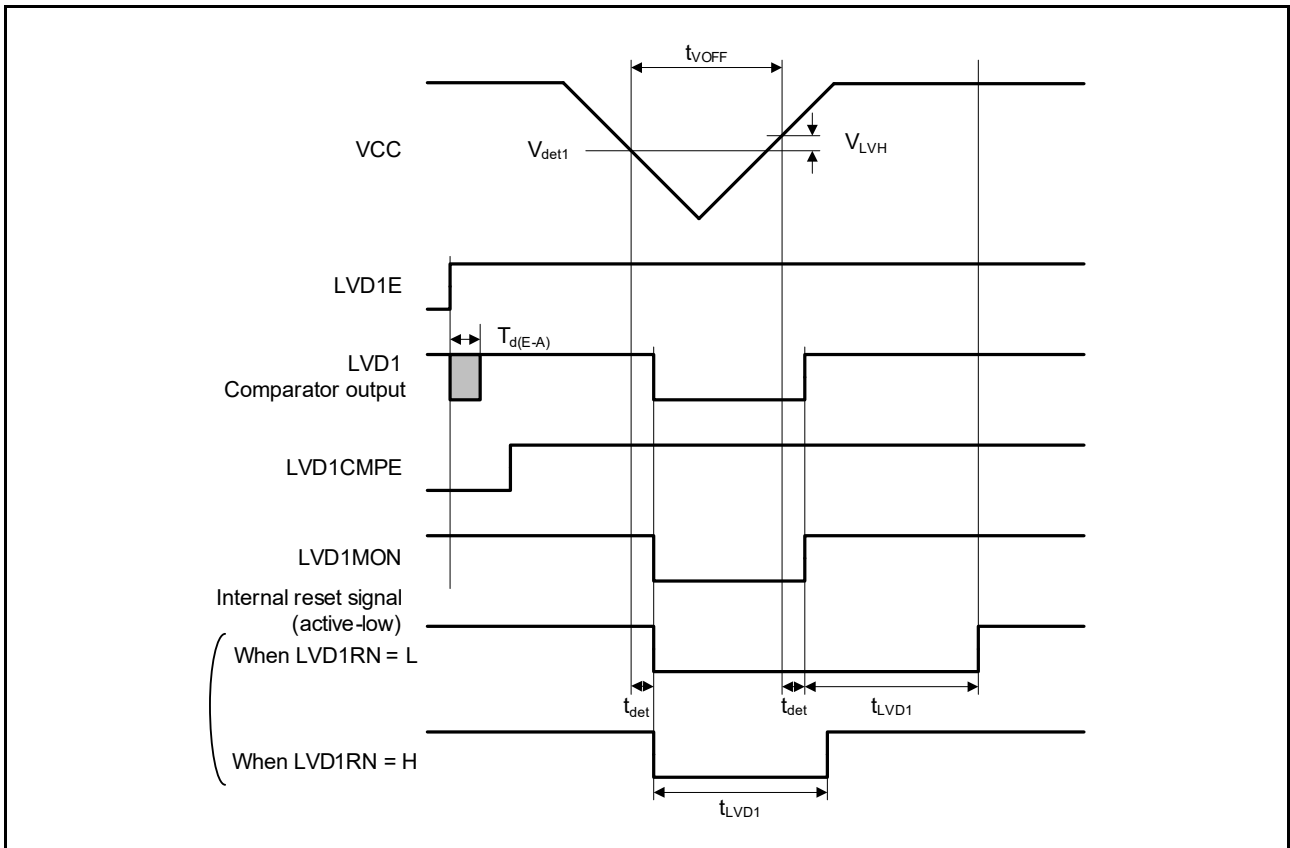 tVOFF
VCC
Vdet1
VLVH
LVD1E
Td(E-A)
LVD1
Comparator output
LVD1CMPE
LVD1MON
Internal reset signal
(active-low)
When LVD1RN = L
tdet
tdet
tLVD1
When LVD1RN = H
tLVD1